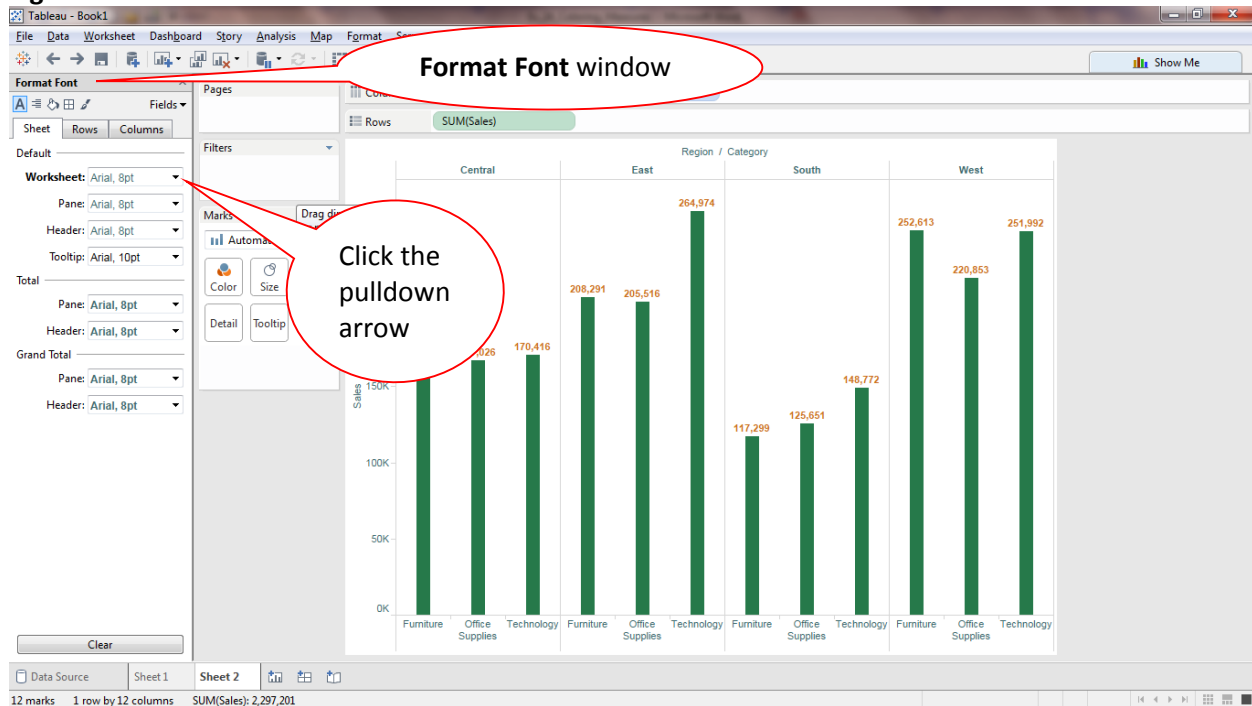 Tableau - Book1
File Data Worksheet Dashboard Story Analysis Map Format
Show Me
Format Font
Format Font window
Fields
Pages
Sheet Rows Columns
Rows SUM(Sales)
Default
Filters
Worksheet: Arial, 8pt
Pane: Arial, 8pt
Header: Arial, 8pt
Tooltip: Arial, 10pt
Marks
Drag
Color Size
Detail Tooltip
Click the
pulldown
arrow
Total
Pane: Arial, 8pt
Header: Arial, 8pt
Grand Total
Pane: Arial, 8pt
Header: Arial, 8pt
Clear
Region / Category
Central East South West
264,974
252,613 251,992
220,853
208,291 205,516
170,416
148,772
125,651
117,299
Sales
150K
100K
50K
0K
Furniture Office Supplies Technology Furniture Office Supplies Technology Furniture Office Supplies Technology Furniture Office Supplies Technology
Data Source Sheet 1 Sheet 2
12 marks 1 row by 12 columns SUM(Sales): 2,297,201